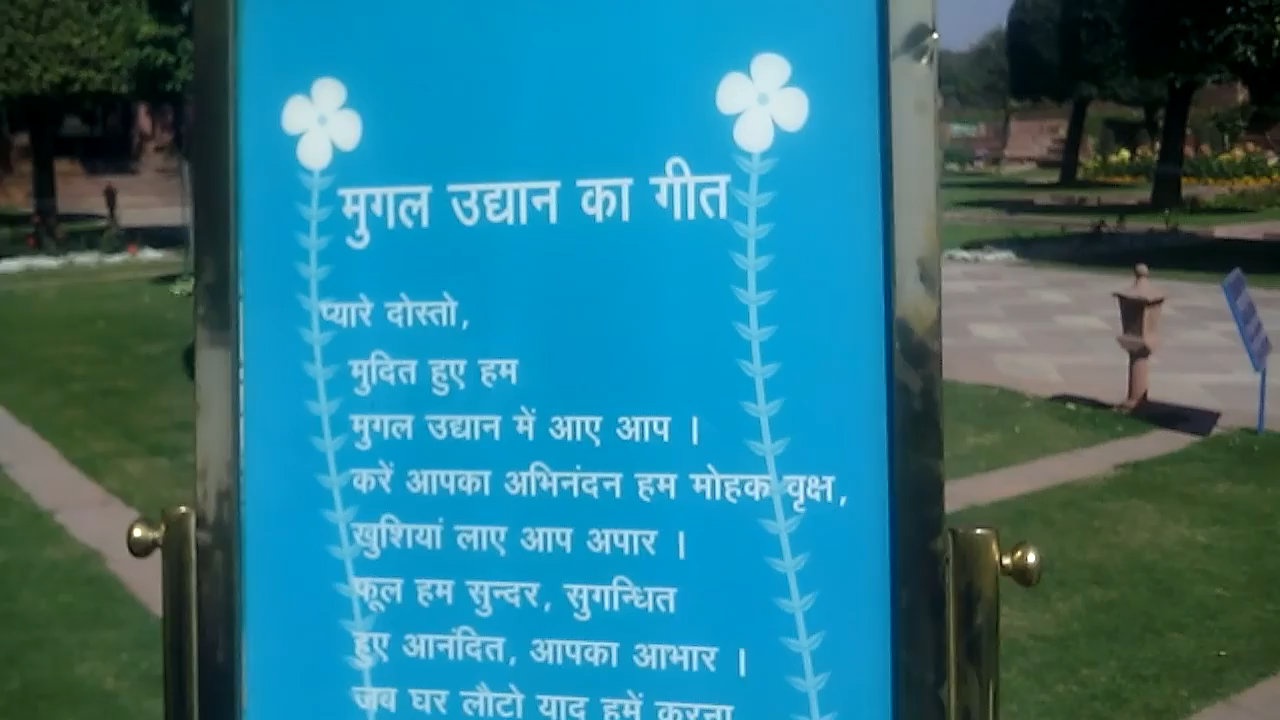 मुगल उद्यान का गीत
प्यारे दोस्तो,
मुदित हुए हम
मुगल उद्यान में आए आप ।
करें आपका अभिनंदन हम मोहक वृक्ष,
खुशियां लाए आप अपार ।
फूल हम सुन्दर, सुगन्धित
हुए आनंदित, आपका आभार ।
जब घर लौटो याद हमें करना